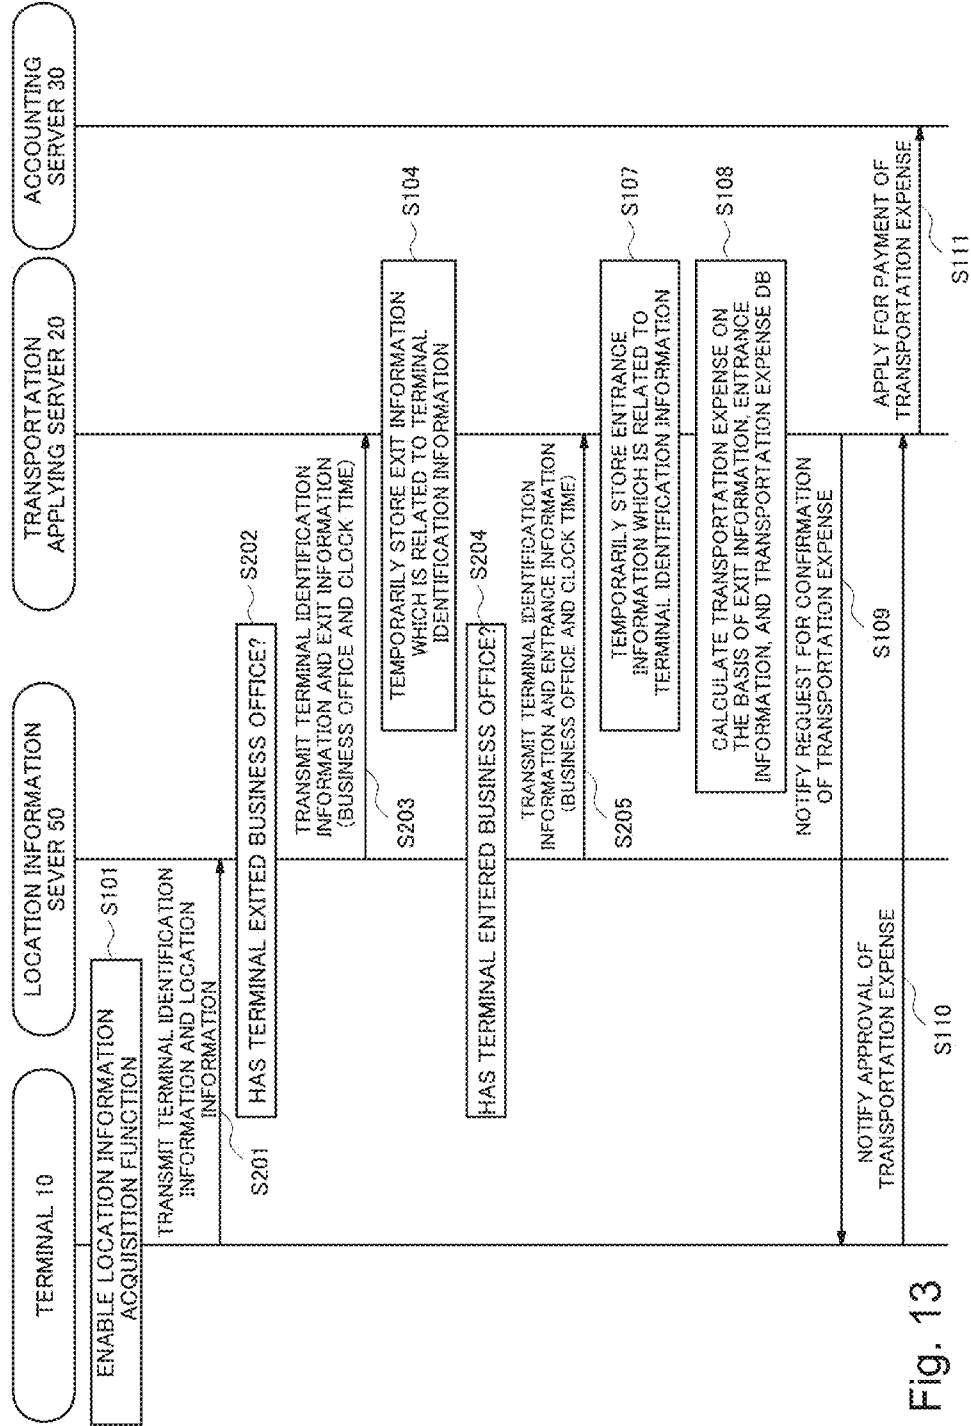 TERMINAL 10
LOCATION INFORMATION
SEVER 50
TRANSPORTATION
APPLYING SERVER 20
ACCOUNTING
SERVER 30
ENABLE LOCATION INFORMATION
ACQUISITION FUNCTION
S101
TRANSMIT TERMINAL IDENTIFICATION
INFORMATION AND LOCATION
INFORMATION
S201
HAS TERMINAL EXITED BUSINESS OFFICE?
S202
TRANSMIT TERMINAL IDENTIFICATION
INFORMATION AND EXIT INFORMATION
(BUSINESS OFFICE AND CLOCK TIME)
S203
TEMPORARILY STORE EXIT INFORMATION
WHICH IS RELATED TO TERMINAL
IDENTIFICATION INFORMATION
S104
HAS TERMINAL ENTERED BUSINESS OFFICE?
S204
TRANSMIT TERMINAL IDENTIFICATION
INFORMATION AND ENTRANCE INFORMATION
(BUSINESS OFFICE AND CLOCK TIME)
S205
TEMPORARILY STORE ENTRANCE
INFORMATION WHICH IS RELATED TO
TERMINAL IDENTIFICATION INFORMATION
S107
CALCULATE TRANSPORTATION EXPENSE ON
THE BASIS OF EXIT INFORMATION, ENTRANCE
INFORMATION, AND TRANSPORTATION EXPENSE DB
S108
NOTIFY REQUEST FOR CONFIRMATION
OF TRANSPORTATION EXPENSE
S109
NOTIFY APPROVAL OF
TRANSPORTATION EXPENSE
S110
APPLY FOR PAYMENT OF
TRANSPORTATION EXPENSE
S111
Fig. 13